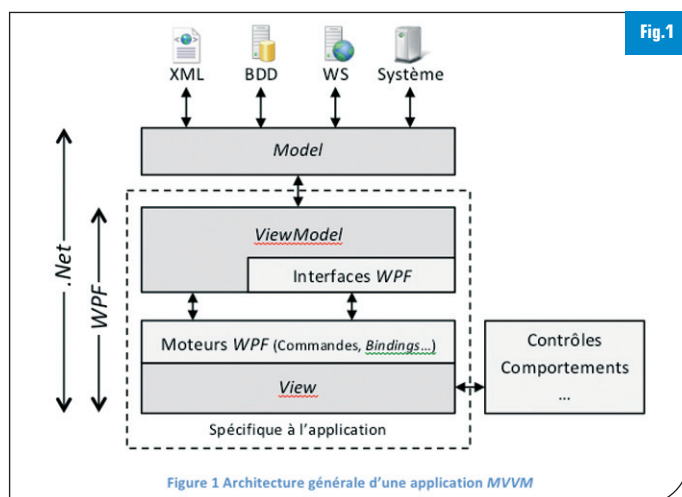 Fig.1
XML BDD WS Système
Model
.Net
WPF
ViewModel
Interfaces WPF
Moteurs WPF (Commandes, Bindings...)
View
Contrôles
Comportements
...
Spécifique à l'application
Figure 1 Architecture générale d'une application MVVM